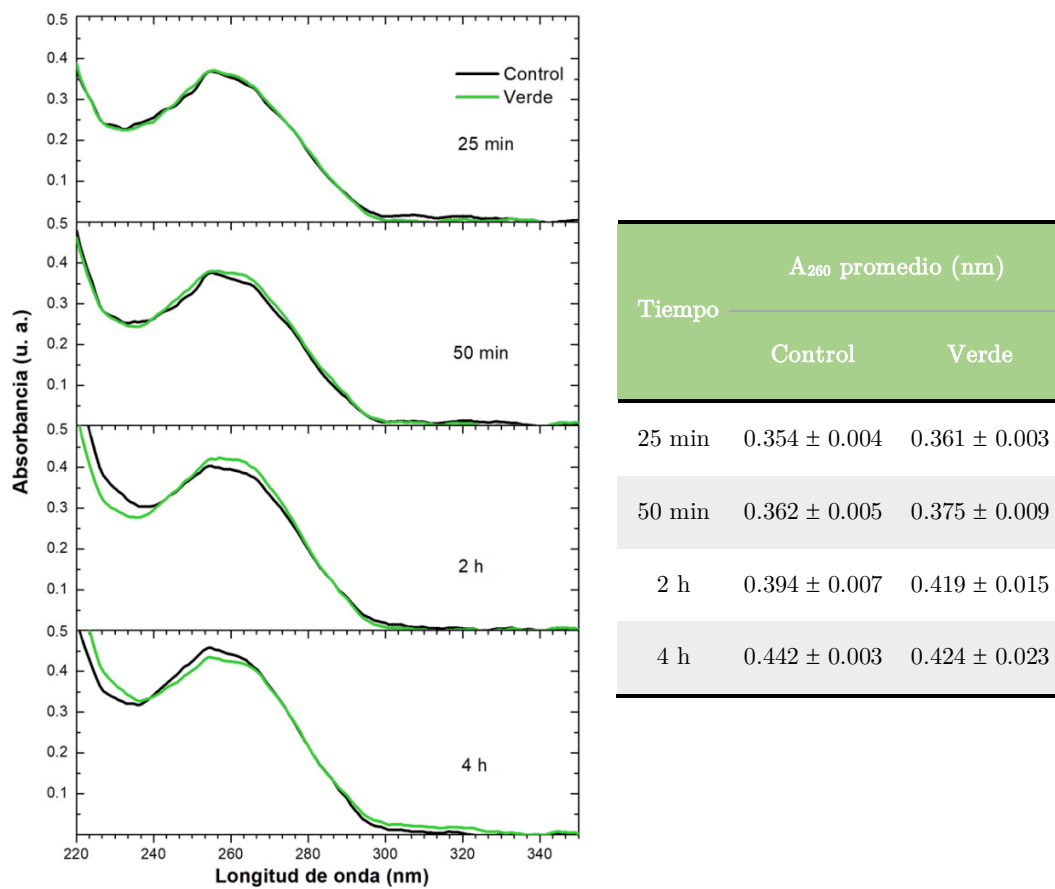 0.5
0.4
0.3
0.2
0.1
Control
Verde
25 min
0.5
0.4
0.3
0.2
0.1
50 min
0.5
0.4
0.3
0.2
0.1
2 h
0.5
0.4
0.3
0.2
0.1
4 h
220 240 260 280 300 320 340
Longitud de onda (nm)
Absorbancia (u. a.)
A₂₆₀ promedio (nm)
Tiempo
Control Verde
25 min 0.354 ± 0.004 0.361 ± 0.003
50 min 0.362 ± 0.005 0.375 ± 0.009
2 h 0.394 ± 0.007 0.419 ± 0.015
4 h 0.442 ± 0.003 0.424 ± 0.023